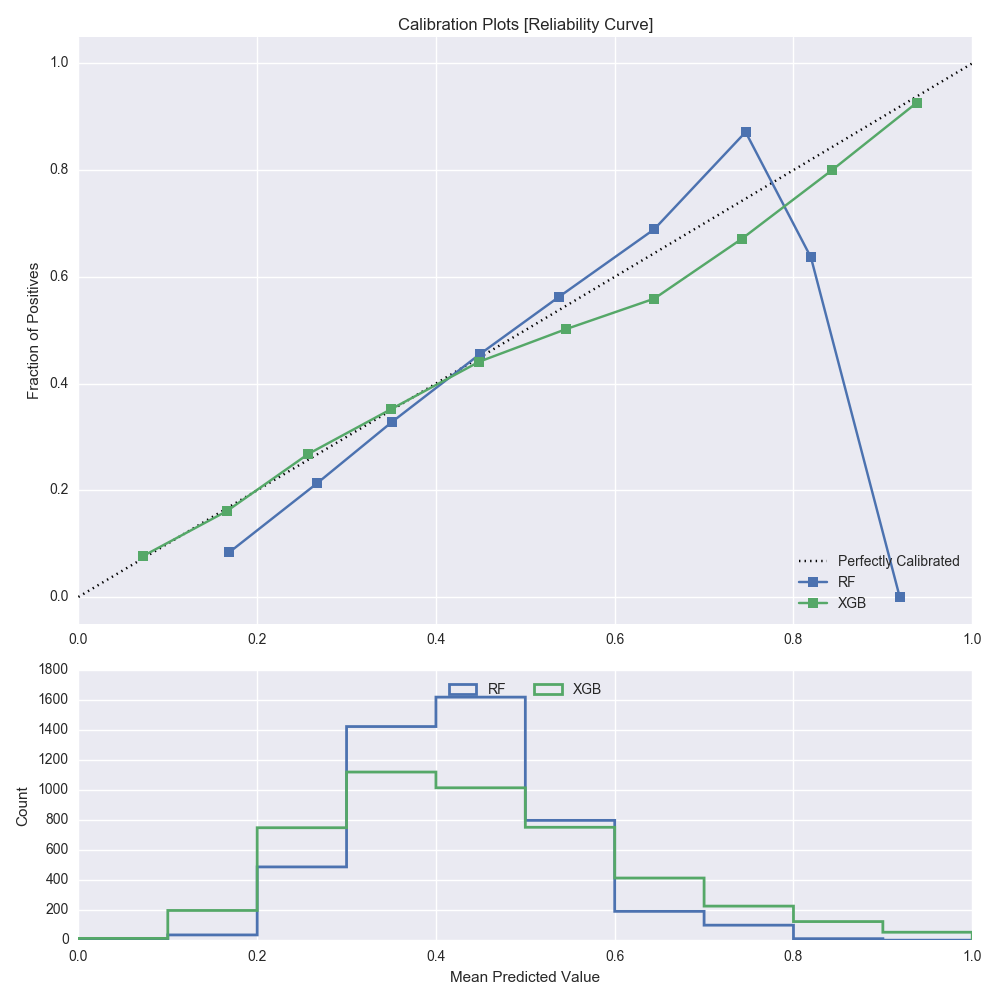 Calibration Plots [Reliability Curve]
1.0
0.8
0.6
0.4
0.2
0.0
Fraction of Positives
Perfectly Calibrated
RF
XGB
0.0 0.2 0.4 0.6 0.8 1.0
1800
1600
1400
1200
1000
800
600
400
200
0
Count
RF XGB
0.0 0.2 0.4 0.6 0.8 1.0
Mean Predicted Value